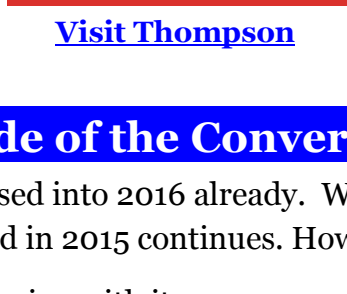 Visit Thompson
de of the Conver
sed into 2016 already. W
d in 2015 continues. How